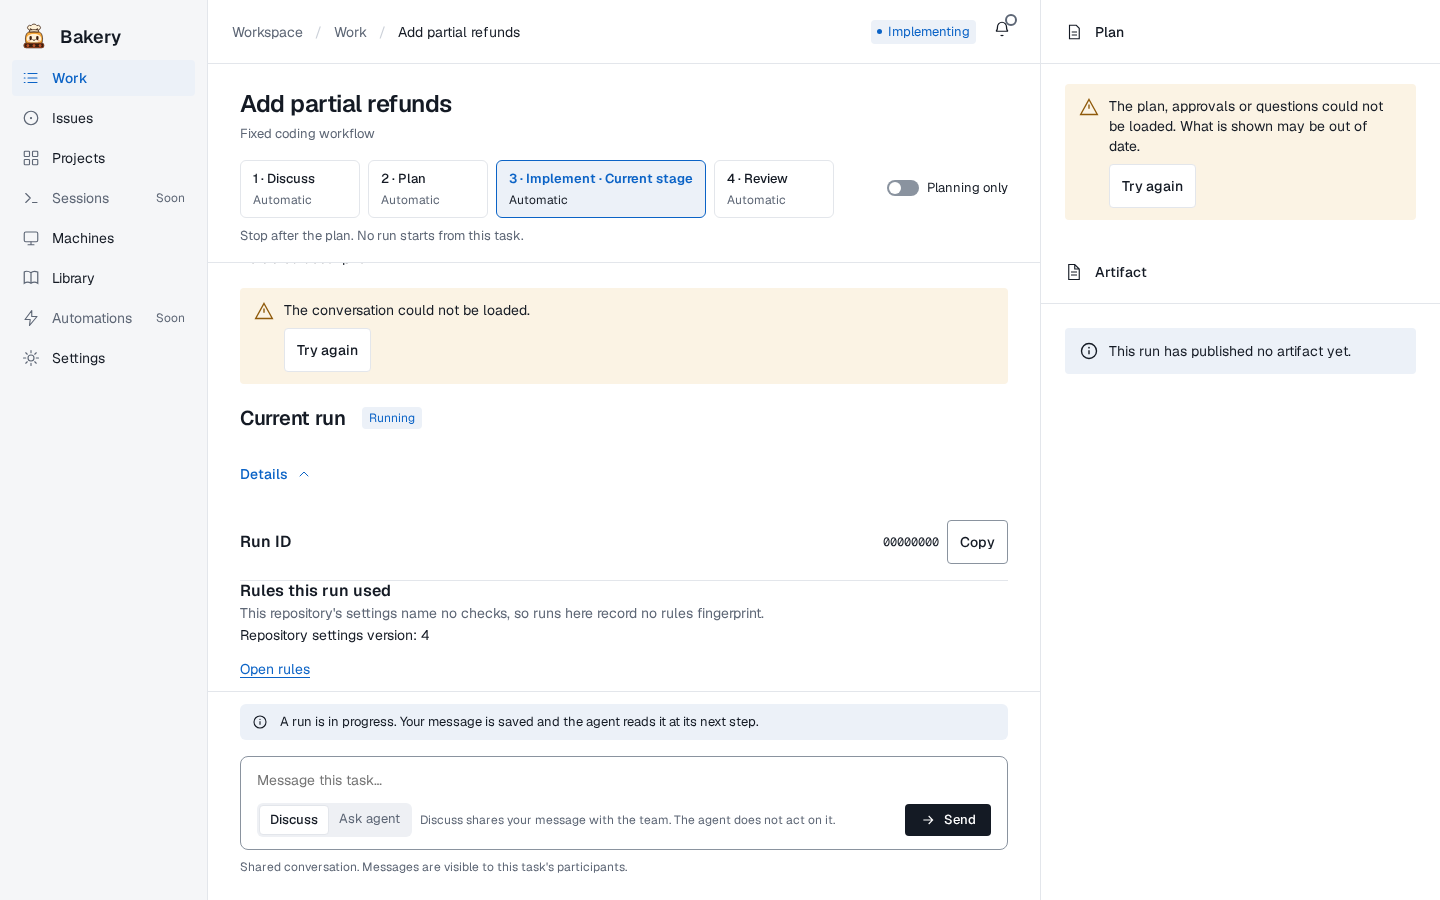 Bakery
Work
Issues
Projects
Sessions Soon
Machines
Library
Automations Soon
Settings
Workspace / Work / Add partial refunds
Implementing
Add partial refunds
Fixed coding workflow
1 · Discuss
Automatic
2 · Plan
Automatic
3 · Implement · Current stage
Automatic
4 · Review
Automatic
Planning only
Stop after the plan. No run starts from this task.
The conversation could not be loaded.
Try again
Current run Running
Details
Run ID 00000000 Copy
Rules this run used
This repository's settings name no checks, so runs here record no rules fingerprint.
Repository settings version: 4
Open rules
A run is in progress. Your message is saved and the agent reads it at its next step.
Message this task...
Discuss Ask agent Discuss shares your message with the team. The agent does not act on it. Send
Shared conversation. Messages are visible to this task's participants.
Plan
The plan, approvals or questions could not
be loaded. What is shown may be out of
date.
Try again
Artifact
This run has published no artifact yet.